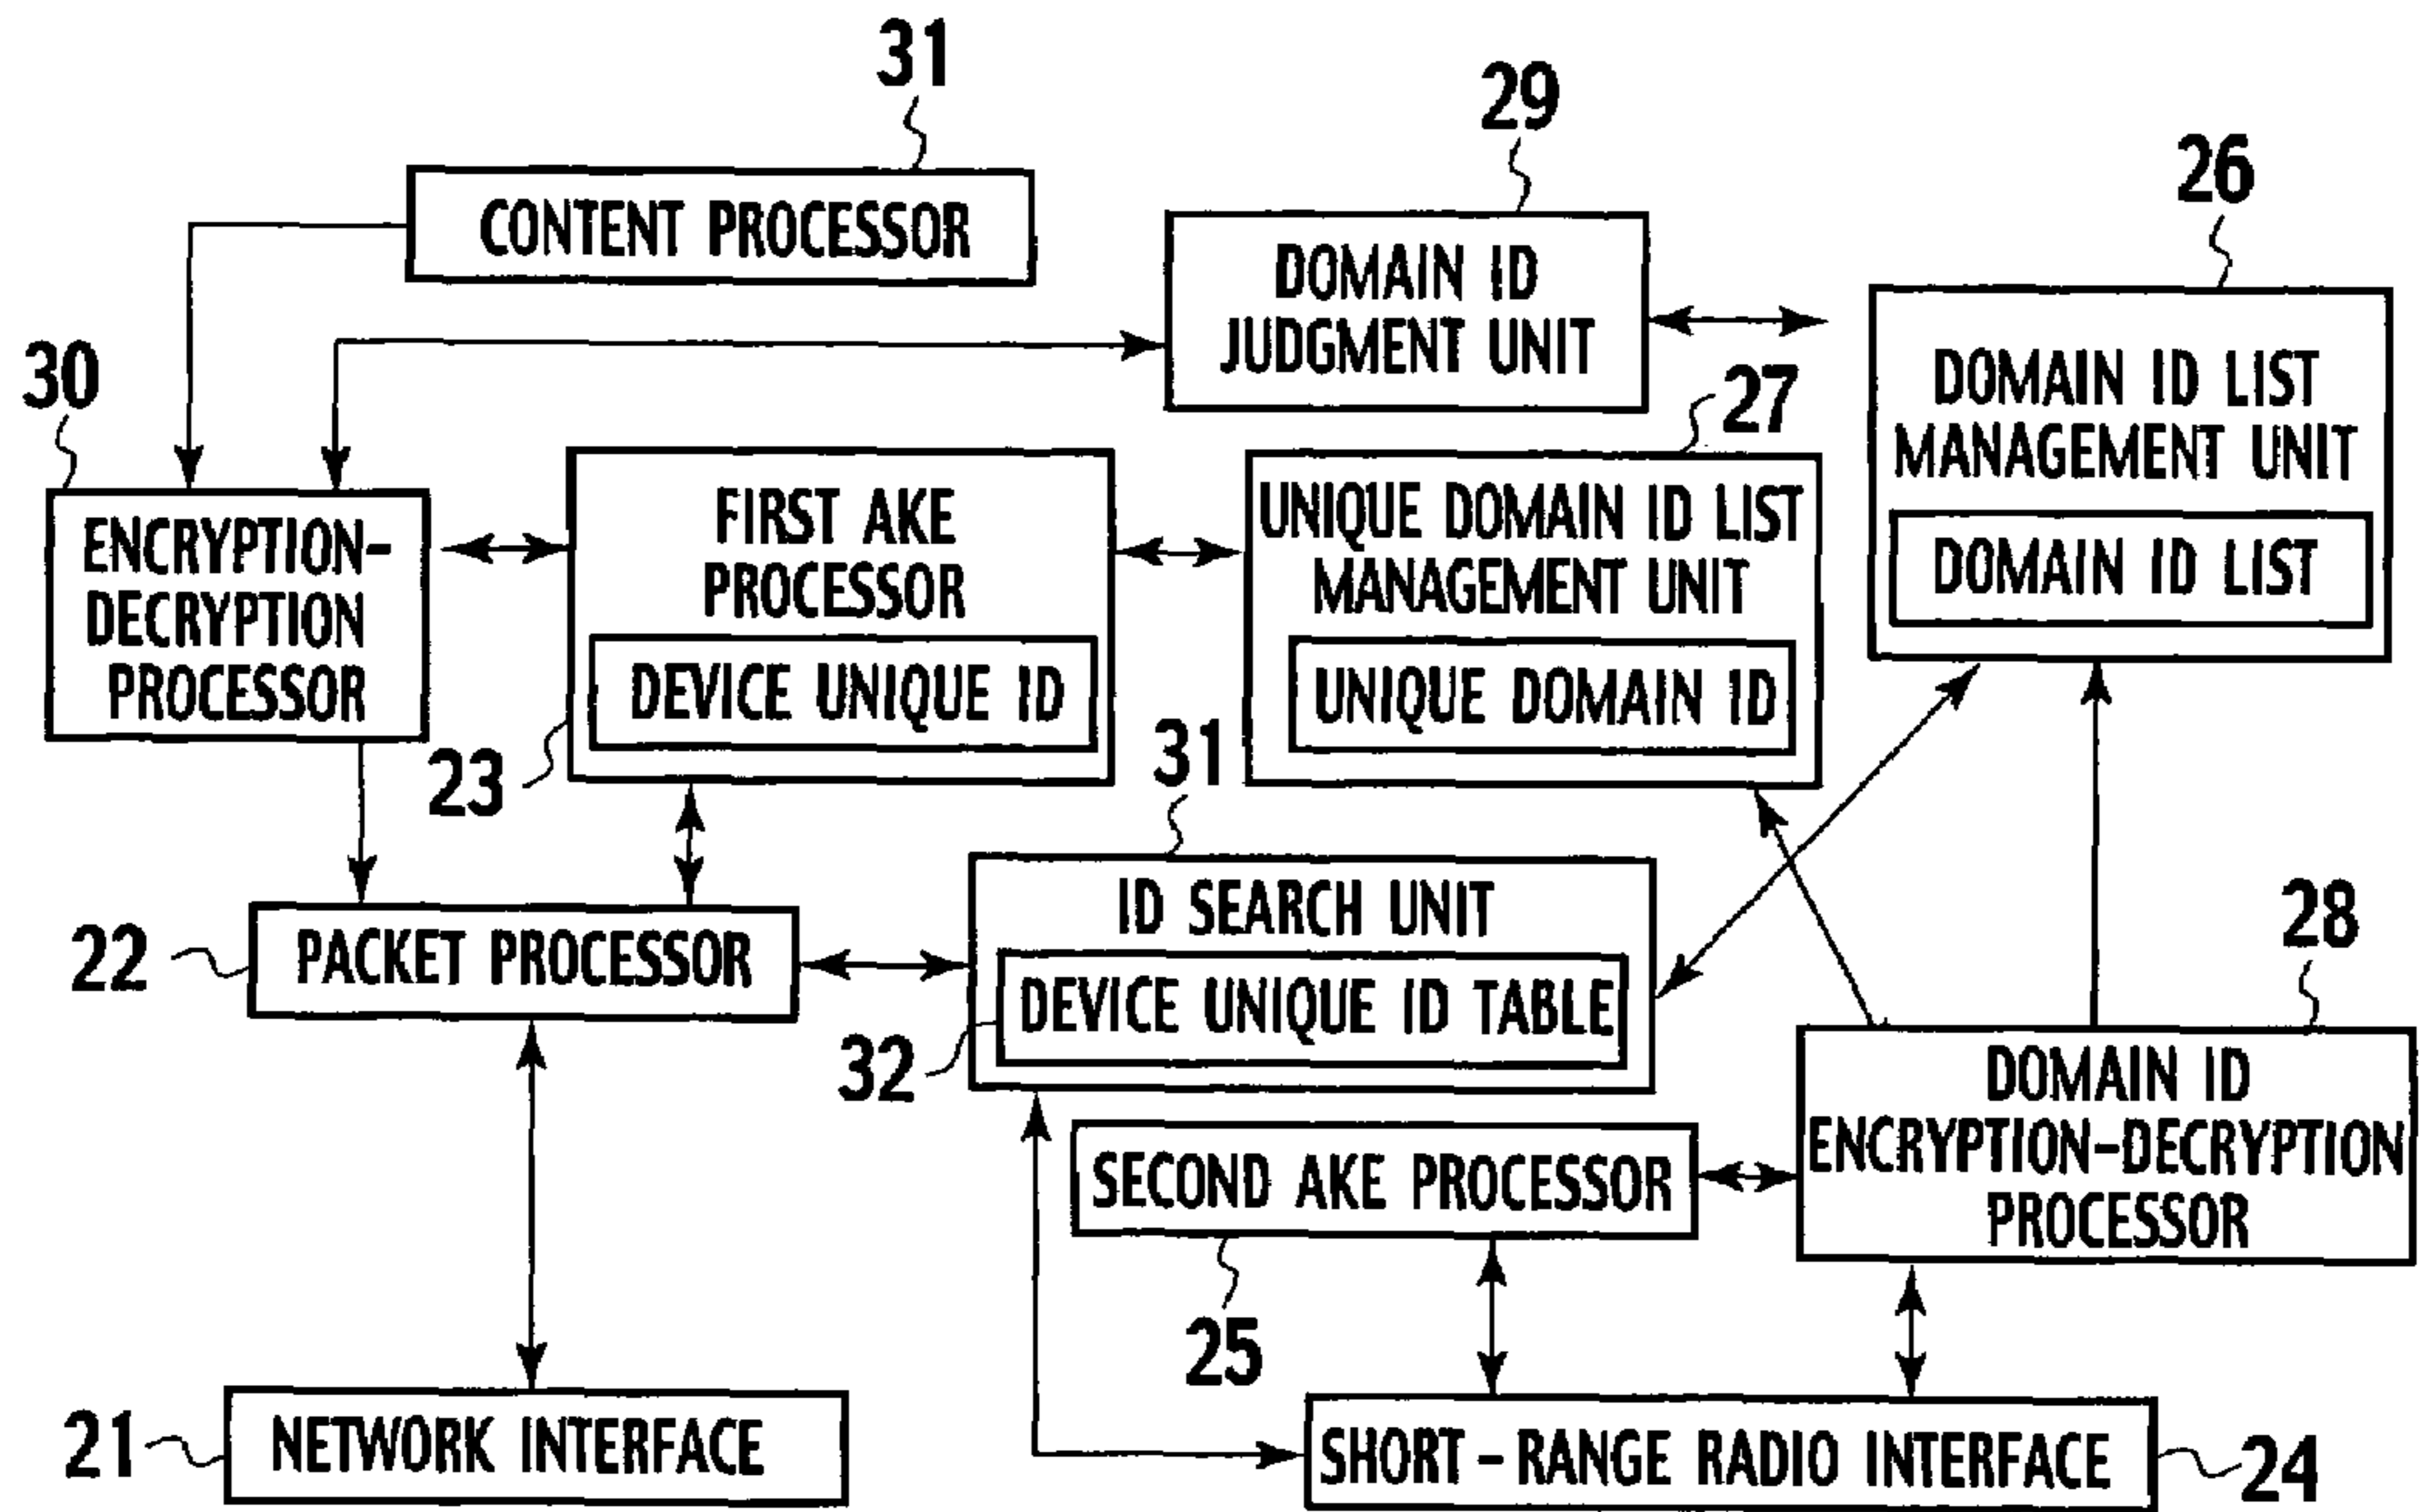 31
CONTENT PROCESSOR
29
DOMAIN ID
JUDGMENT UNIT
26
DOMAIN ID LIST
MANAGEMENT UNIT
DOMAIN ID LIST
30
ENCRYPTION-
DECRYPTION
PROCESSOR
FIRST AKE
PROCESSOR
DEVICE UNIQUE ID
23
27
UNIQUE DOMAIN ID LIST
MANAGEMENT UNIT
UNIQUE DOMAIN ID
31
ID SEARCH UNIT
DEVICE UNIQUE ID TABLE
32
22
PACKET PROCESSOR
28
DOMAIN ID
ENCRYPTION-DECRYPTION
PROCESSOR
SECOND AKE PROCESSOR
25
21
NETWORK INTERFACE
SHORT-RANGE RADIO INTERFACE
24